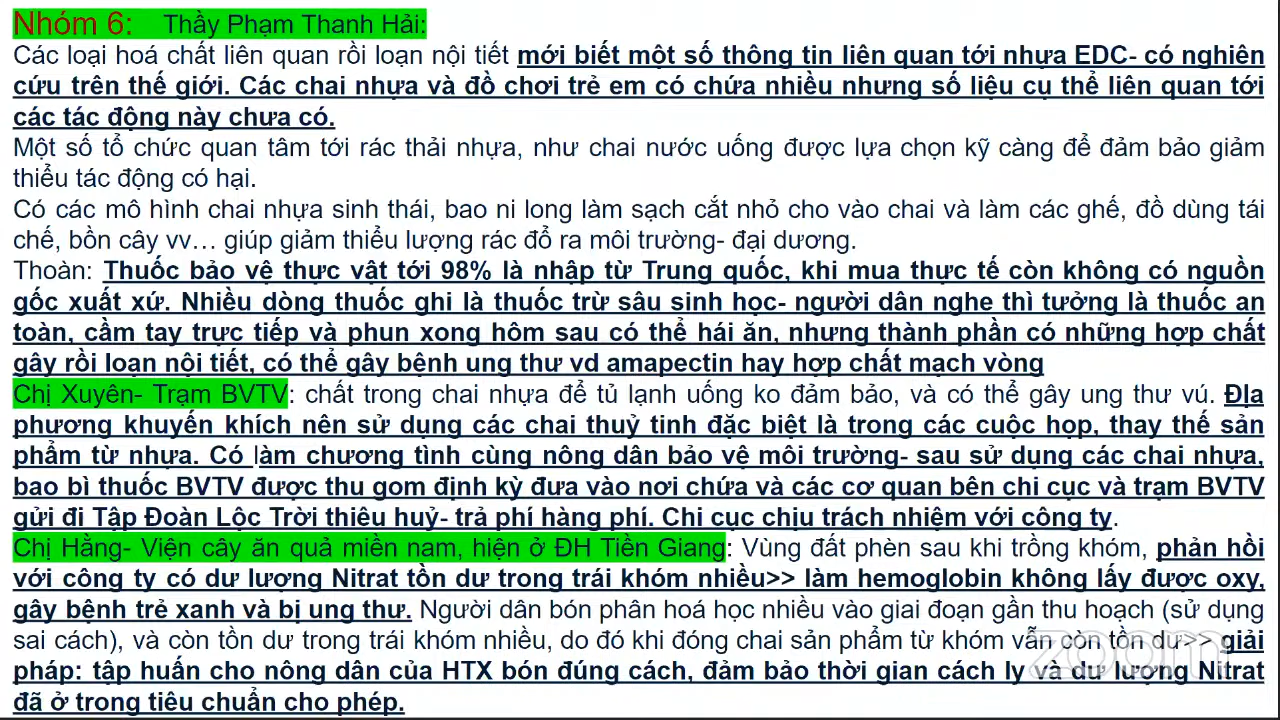 Nhóm 6: Thầy Phạm Thanh Hải:
Các loại hoá chất liên quan rồi loạn nội tiết mới biết một số thông tin liên quan tới nhựa EDC- có nghiên
cứu trên thế giới. Các chai nhựa và đồ chơi trẻ em có chứa nhiều nhưng số liệu cụ thể liên quan tới
các tác động này chưa có.
Một số tổ chức quan tâm tới rác thải nhựa, như chai nước uống được lựa chọn kỹ càng để đảm bảo giảm
thiểu tác động có hại.
Có các mô hình chai nhựa sinh thái, bao ni long làm sạch cắt nhỏ cho vào chai và làm các ghế, đồ dùng tái
chế, bồn cây vv… giúp giảm thiểu lượng rác đổ ra môi trường- đại dương.
Thoàn: Thuốc bảo vệ thực vật tới 98% là nhập từ Trung quốc, khi mua thực tế còn không có nguồn
gốc xuất xứ. Nhiều dòng thuốc ghi là thuốc trừ sâu sinh học- người dân nghe thì tưởng là thuốc an
toàn, cầm tay trực tiếp và phun xong hôm sau có thể hái ăn, nhưng thành phần có những hợp chất
gây rồi loạn nội tiết, có thể gây bệnh ung thư vd amapectin hay hợp chất mạch vòng
Chị Xuyên- Trạm BVTV: chất trong chai nhựa để tủ lạnh uống ko đảm bảo, và có thể gây ung thư vú. Địa
phương khuyến khích nên sử dụng các chai thuỷ tinh đặc biệt là trong các cuộc họp, thay thế sản
phẩm từ nhựa. Có làm chương tình cùng nông dân bảo vệ môi trường- sau sử dụng các chai nhựa,
bao bì thuốc BVTV được thu gom định kỳ đưa vào nơi chứa và các cơ quan bên chi cục và trạm BVTV
gửi đi Tập Đoàn Lộc Trời thiêu huỷ- trả phí hàng phí. Chi cục chịu trách nhiệm với công ty.
Chị Hằng- Viện cây ăn quả miền nam, hiện ở ĐH Tiền Giang: Vùng đất phèn sau khi trồng khóm, phản hồi
với công ty có dư lượng Nitrat tồn dư trong trái khóm nhiều>> làm hemoglobin không lấy được oxy,
gây bệnh trẻ xanh và bị ung thư. Người dân bón phân hoá học nhiều vào giai đoạn gần thu hoạch (sử dụng
sai cách), và còn tồn dư trong trái khóm nhiều, do đó khi đóng chai sản phẩm từ khóm vẫn còn tồn dư>> giải
pháp: tập huấn cho nông dân của HTX bón đúng cách, đảm bảo thời gian cách ly và dư lượng Nitrat
đã ở trong tiêu chuẩn cho phép.
zoom